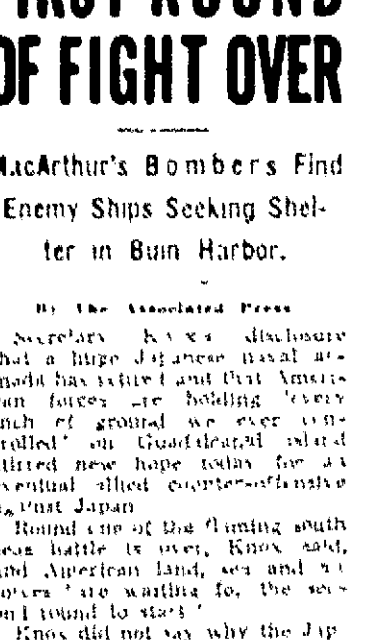 FIRST ROUND
OF FIGHT OVER
MacArthur's Bombers Find
Enemy Ships Seeking Shel-
ter in Buin Harbor.
By The Associated Press
Secretary Knox's disclosure
that a huge Japanese naval ar-
mada has retired and that Ameri-
can forces are holding "every
inch of ground we ever con-
trolled" on Guadalcanal island
stirred new hope today for an
eventual allied counter-offensive
against Japan
Round one of the flaming south
seas battle is over, Knox said,
and American land, sea and air
forces "are waiting for the sec-
ond round to start."
Knox did not say why the Jap